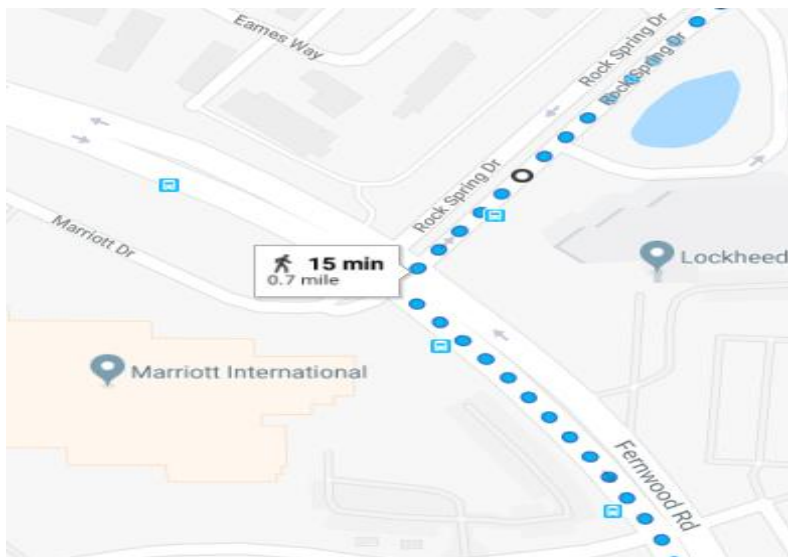 Eames Way
Rock Spring Dr
Rock Spring Dr
Rock Spring Dr
Marriott Dr
15 min
0.7 mile
Lockheed
Marriott International
Fernwood Rd